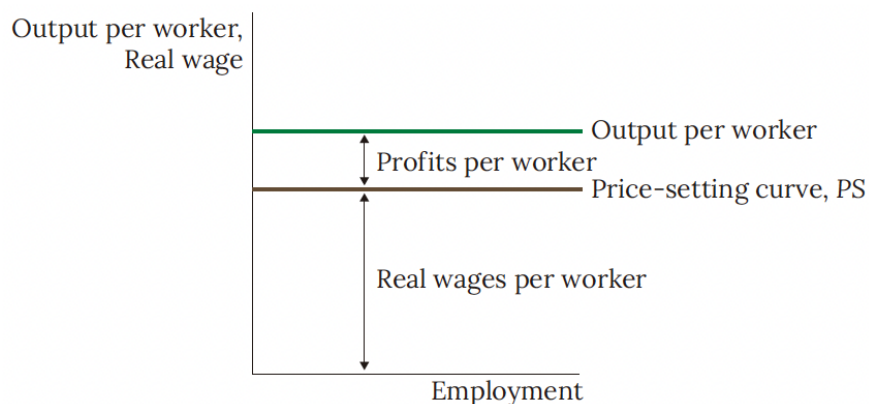 Output per worker,
Real wage
Output per worker
Profits per worker
Price-setting curve, PS
Real wages per worker
Employment